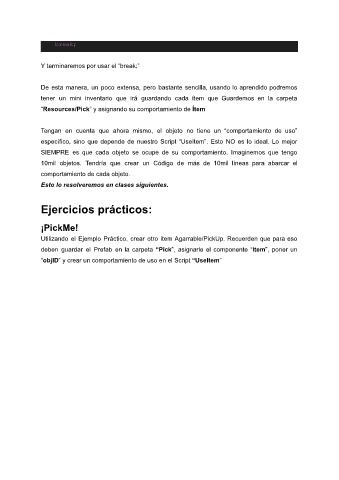 break;
Y terminaremos por usar el "break;"
De esta manera, un poco extensa, pero bastante sencilla, usando lo aprendido podremos
tener un mini inventario que irá guardando cada ítem que Guardemos en la carpeta
"Resources/Pick" y asignando su comportamiento de Ítem
Tengan en cuenta que ahora mismo, el objeto no tiene un "comportamiento de uso"
específico, sino que depende de nuestro Script "UseItem". Esto NO es lo ideal. Lo mejor
SIEMPRE es que cada objeto se ocupe de su comportamiento. Imaginemos que tengo
10mil objetos. Tendría que crear un Código de más de 10mil líneas para abarcar el
comportamiento de cada objeto.
Esto lo resolveremos en clases siguientes.
Ejercicios prácticos:
¡PickMe!
Utilizando el Ejemplo Práctico, crear otro ítem Agarrable/PickUp. Recuerden que para eso
deben guardar el Prefab en la carpeta "Pick", asignarle el componente "Item", poner un
"objID" y crear un comportamiento de uso en el Script "UseItem"